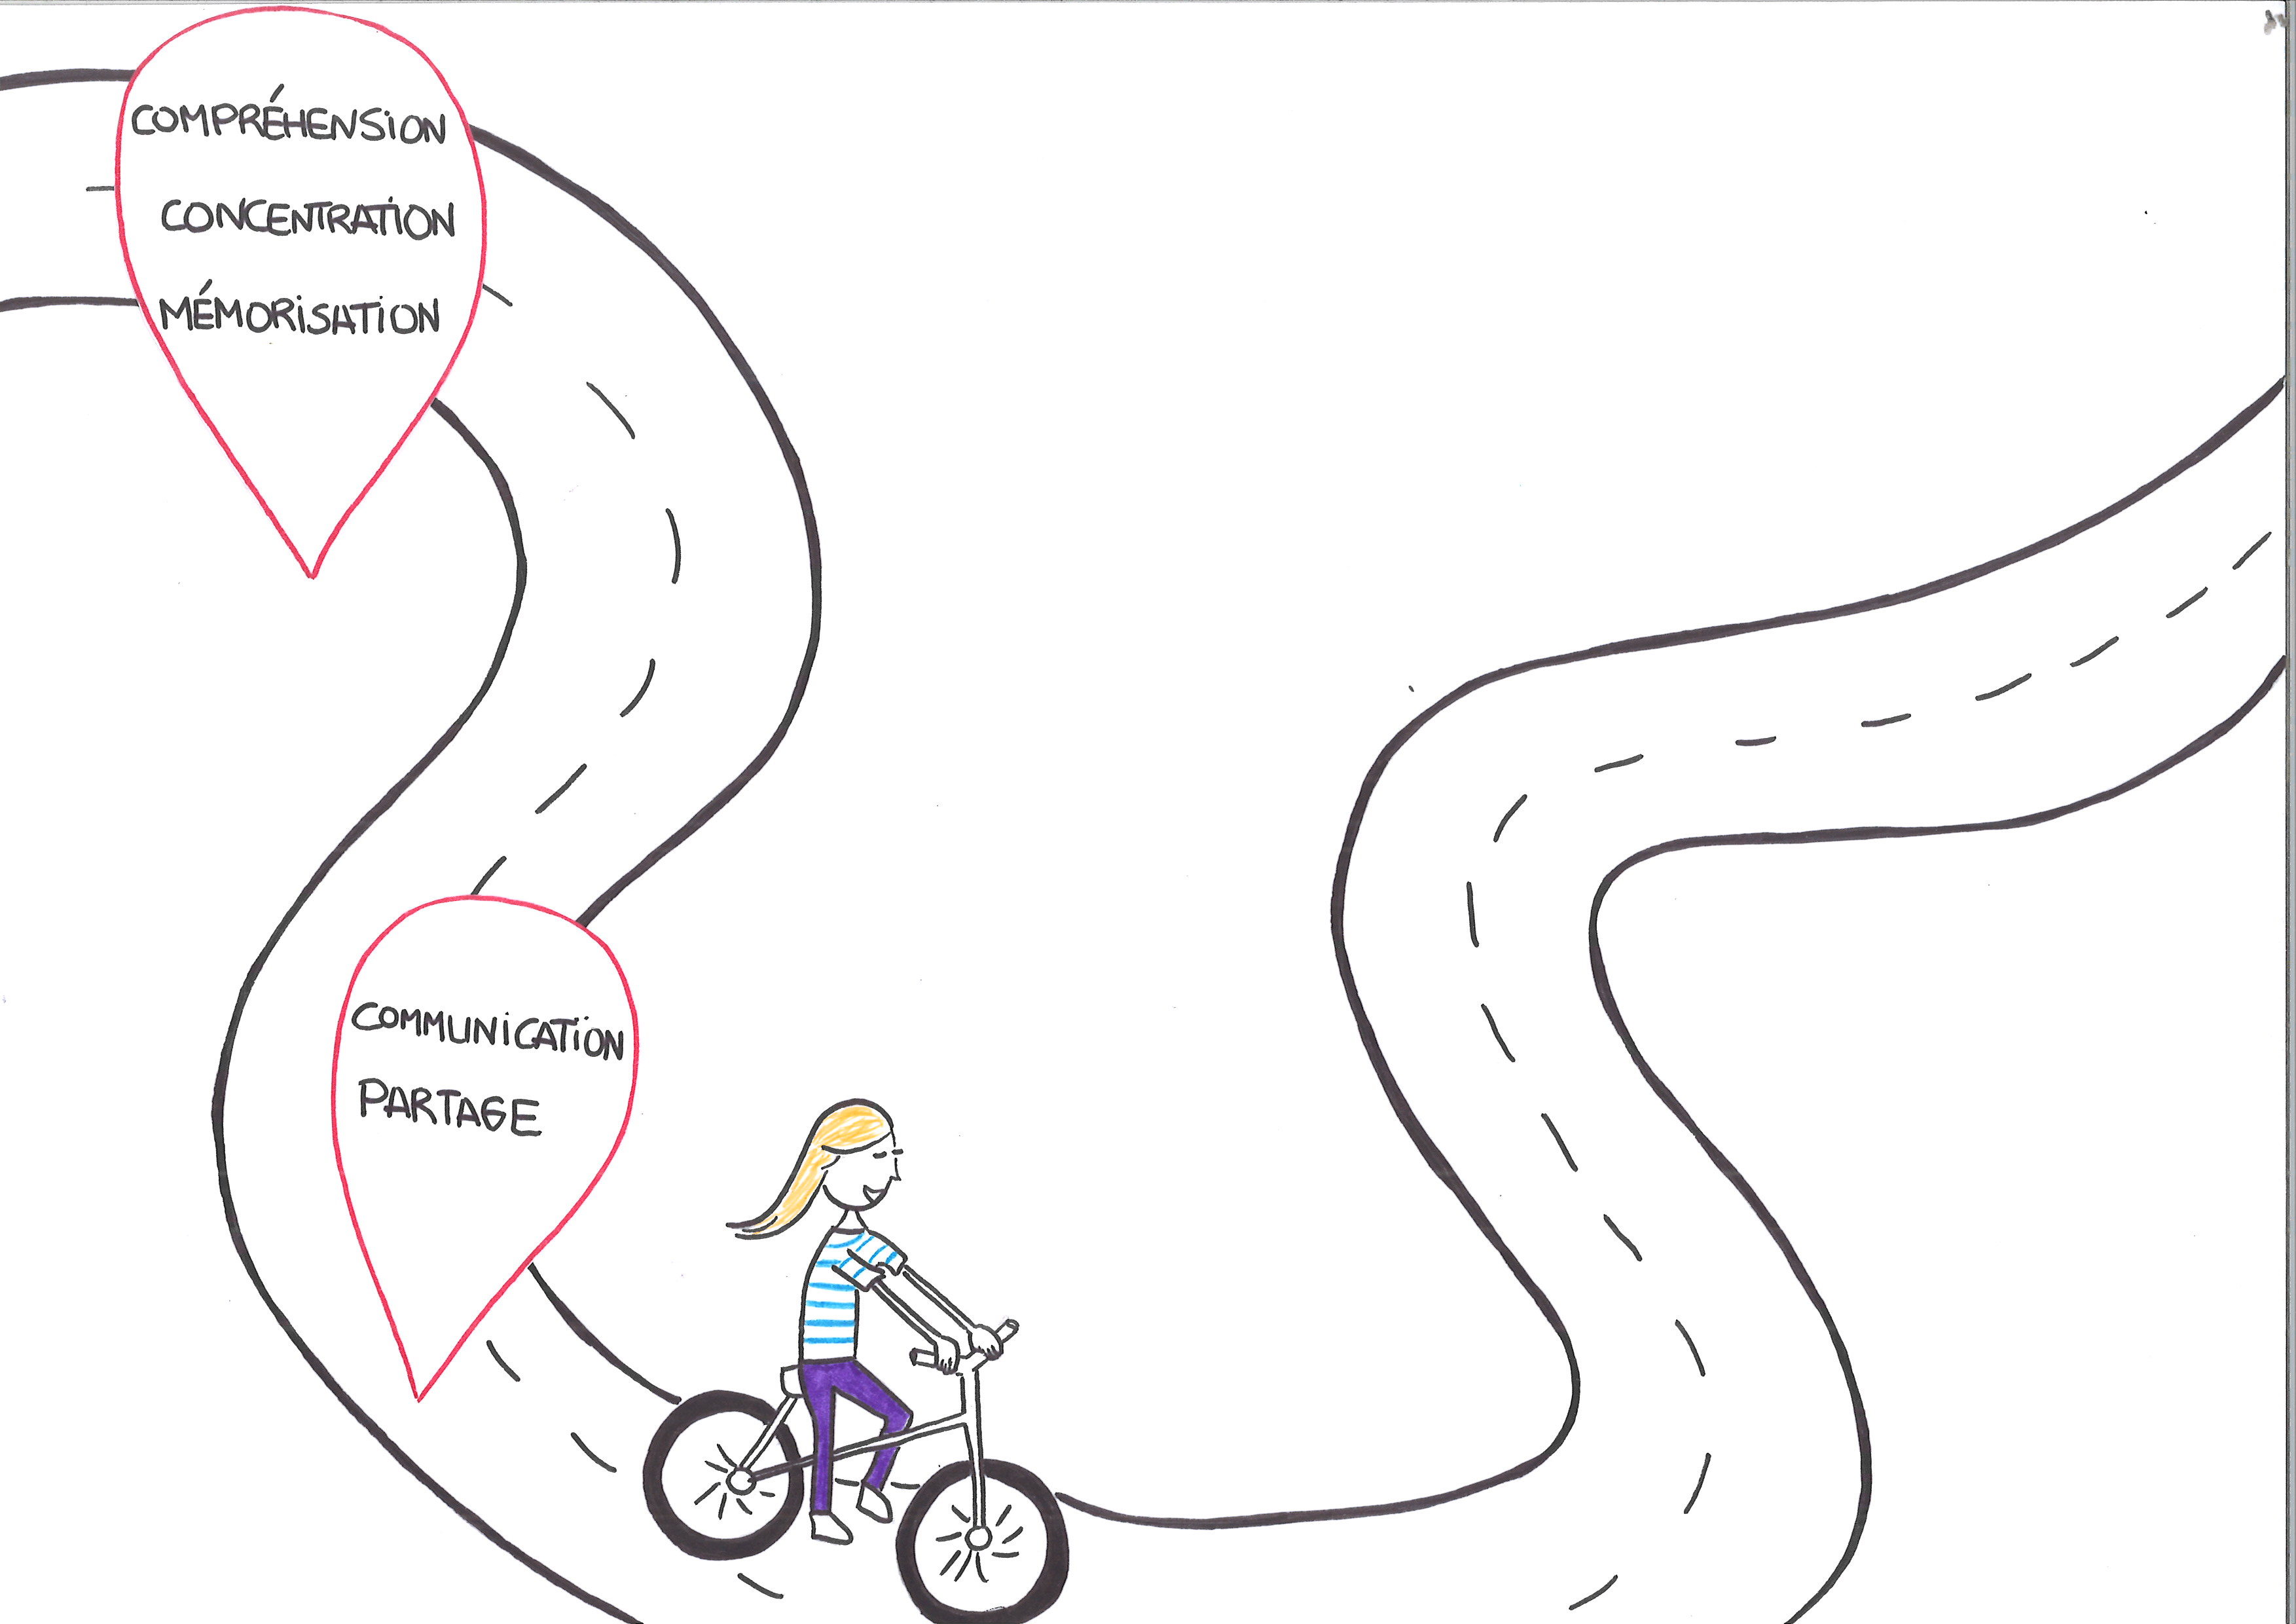 COMPRÉHENSION
CONCENTRATION
MÉMORISATION
COMMUNICATION
PARTAGE